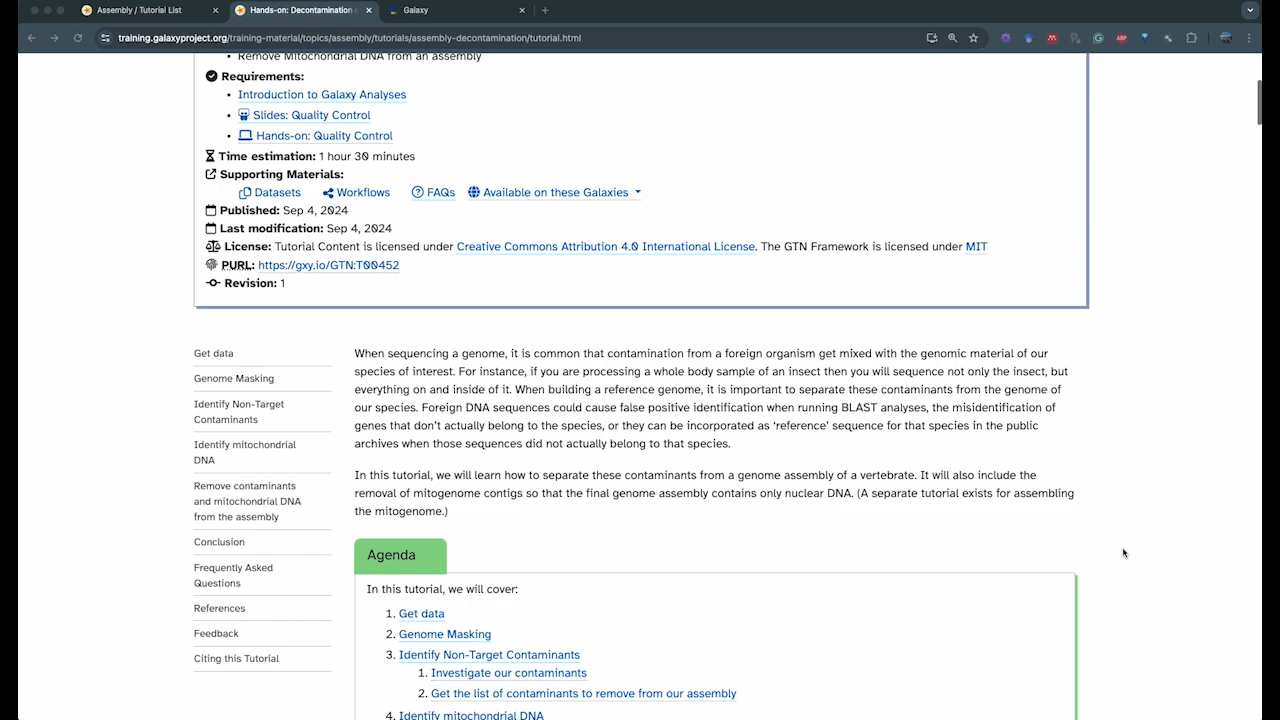 Assembly / Tutorial List
Hands-on: Decontamination
Galaxy
training.galaxyproject.org/training-material/topics/assembly/tutorials/assembly-decontamination/tutorial.html
• Remove Mitochondrial DNA from an assembly
Requirements:
• Introduction to Galaxy Analyses
• Slides: Quality Control
• Hands-on: Quality Control
Time estimation: 1 hour 30 minutes
Supporting Materials:
Datasets Workflows FAQs Available on these Galaxies
Published: Sep 4, 2024
Last modification: Sep 4, 2024
License: Tutorial Content is licensed under Creative Commons Attribution 4.0 International License. The GTN Framework is licensed under MIT
PURL: https://gxy.io/GTN:T00452
Revision: 1
Get data
Genome Masking
Identify Non-Target
Contaminants
Identify mitochondrial
DNA
Remove contaminants
and mitochondrial DNA
from the assembly
Conclusion
Frequently Asked
Questions
References
Feedback
Citing this Tutorial
When sequencing a genome, it is common that contamination from a foreign organism get mixed with the genomic material of our
species of interest. For instance, if you are processing a whole body sample of an insect then you will sequence not only the insect, but
everything on and inside of it. When building a reference genome, it is important to separate these contaminants from the genome of
our species. Foreign DNA sequences could cause false positive identification when running BLAST analyses, the misidentification of
genes that don’t actually belong to the species, or they can be incorporated as ‘reference’ sequence for that species in the public
archives when those sequences did not actually belong to that species.
In this tutorial, we will learn how to separate these contaminants from a genome assembly of a vertebrate. It will also include the
removal of mitogenome contigs so that the final genome assembly contains only nuclear DNA. (A separate tutorial exists for assembling
the mitogenome.)
Agenda
In this tutorial, we will cover:
1. Get data
2. Genome Masking
3. Identify Non-Target Contaminants
1. Investigate our contaminants
2. Get the list of contaminants to remove from our assembly
4. Identify mitochondrial DNA